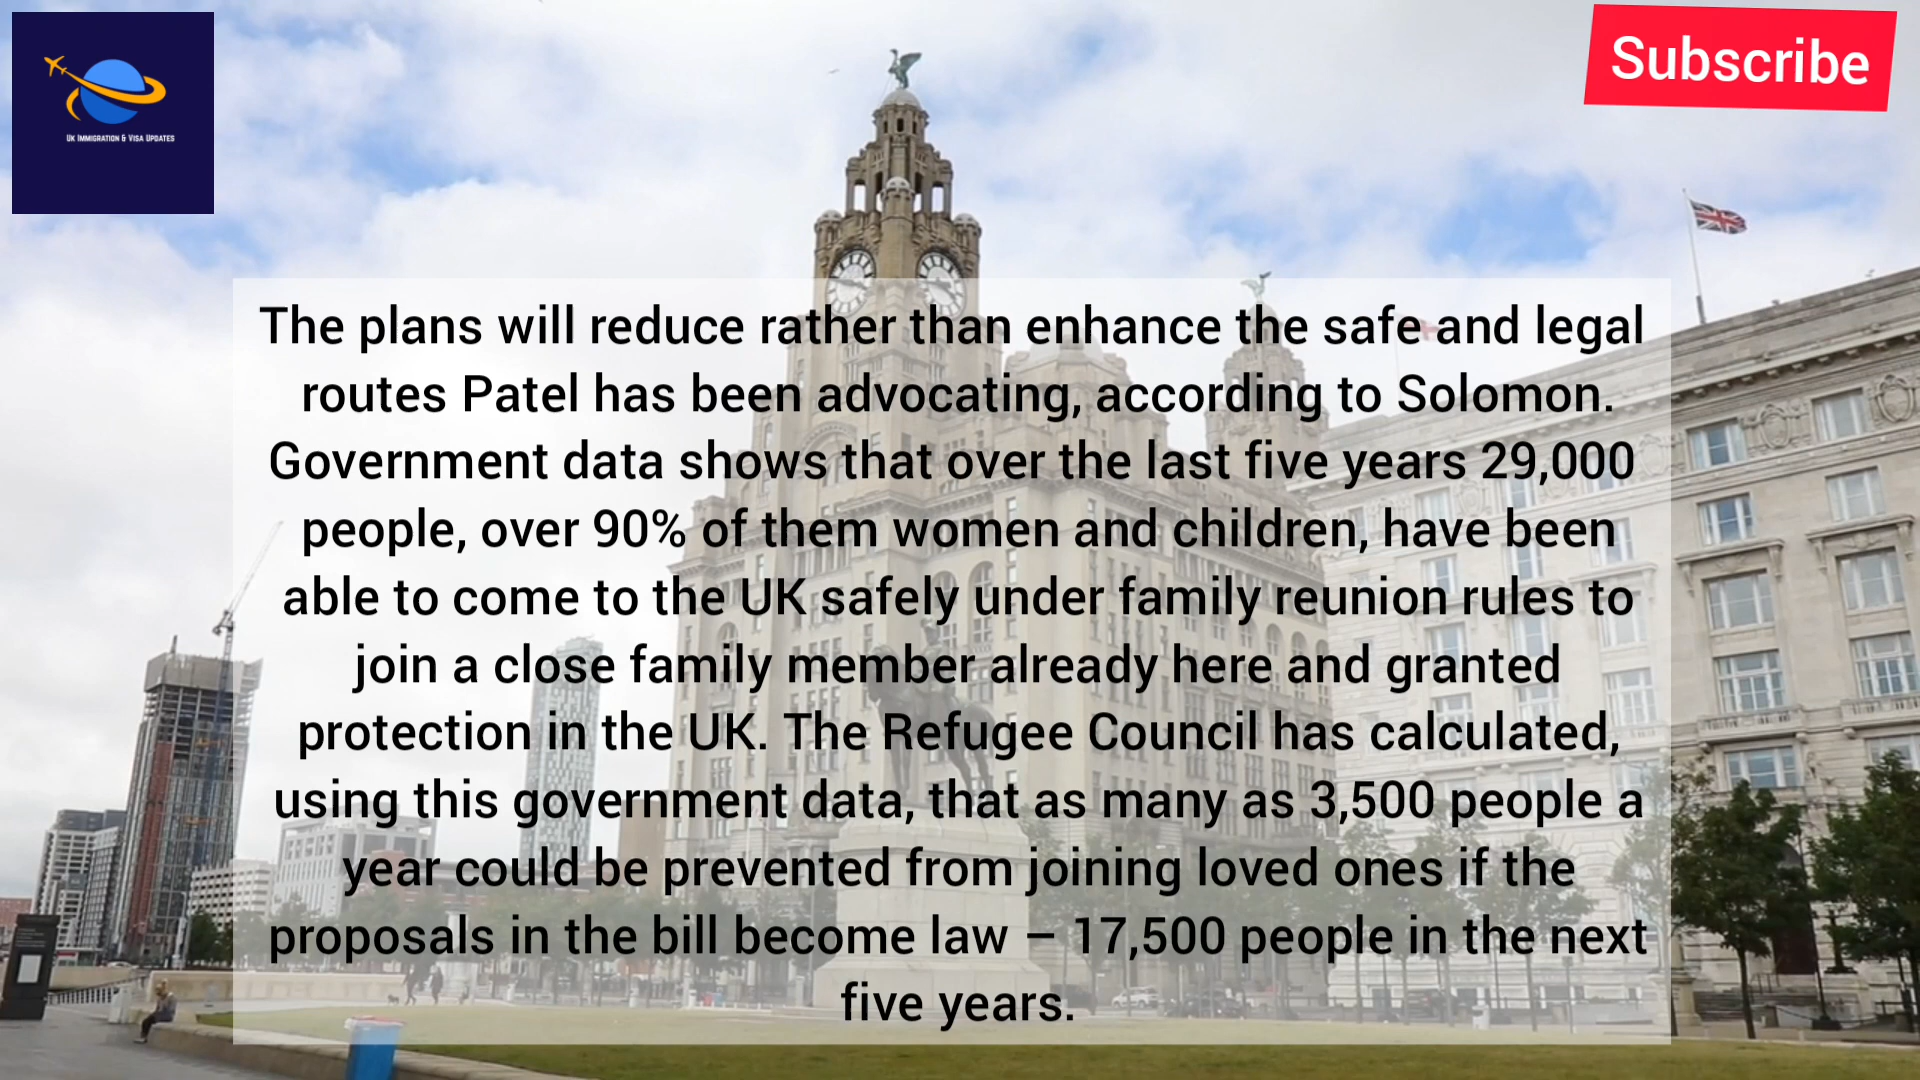 UK IMMIGRATION & VISA UPDATES
Subscribe
The plans will reduce rather than enhance the safe and legal
routes Patel has been advocating, according to Solomon.
Government data shows that over the last five years 29,000
people, over 90% of them women and children, have been
able to come to the UK safely under family reunion rules to
join a close family member already here and granted
protection in the UK. The Refugee Council has calculated,
using this government data, that as many as 3,500 people a
year could be prevented from joining loved ones if the
proposals in the bill become law – 17,500 people in the next
five years.